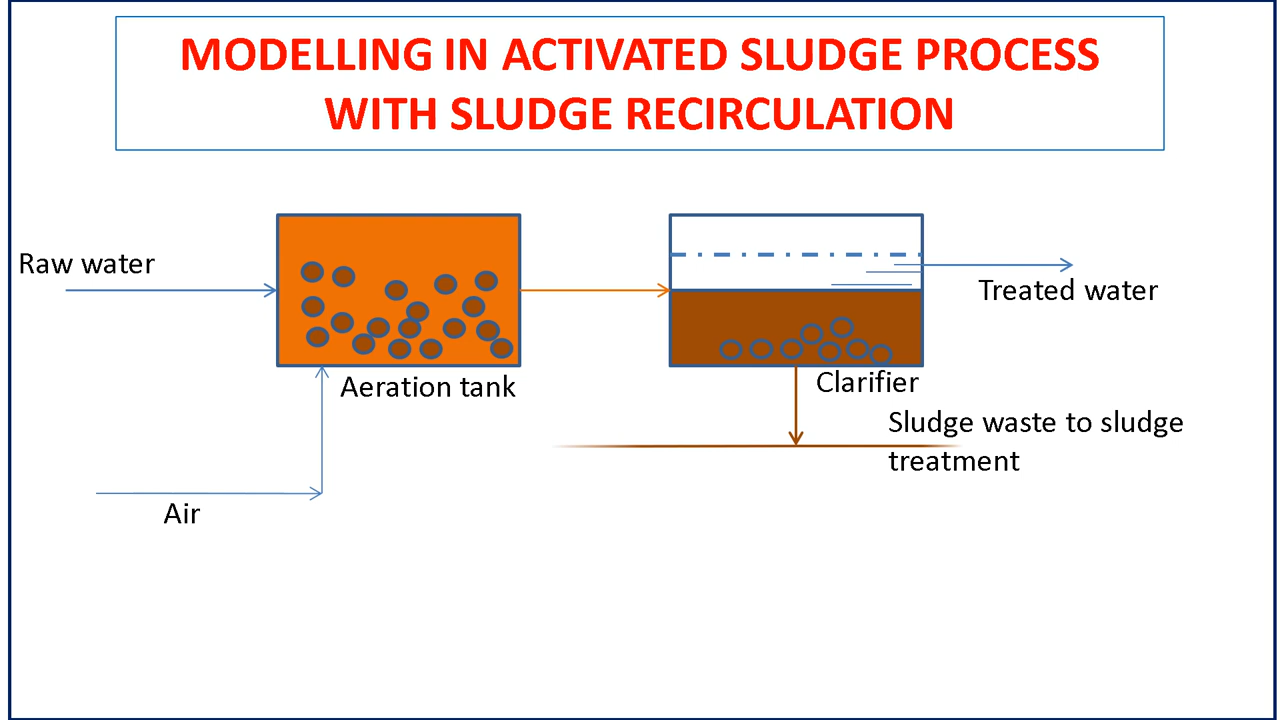 MODELLING IN ACTIVATED SLUDGE PROCESS
WITH SLUDGE RECIRCULATION
Raw water
Treated water
Aeration tank
Clarifier
Sludge waste to sludge
treatment
Air